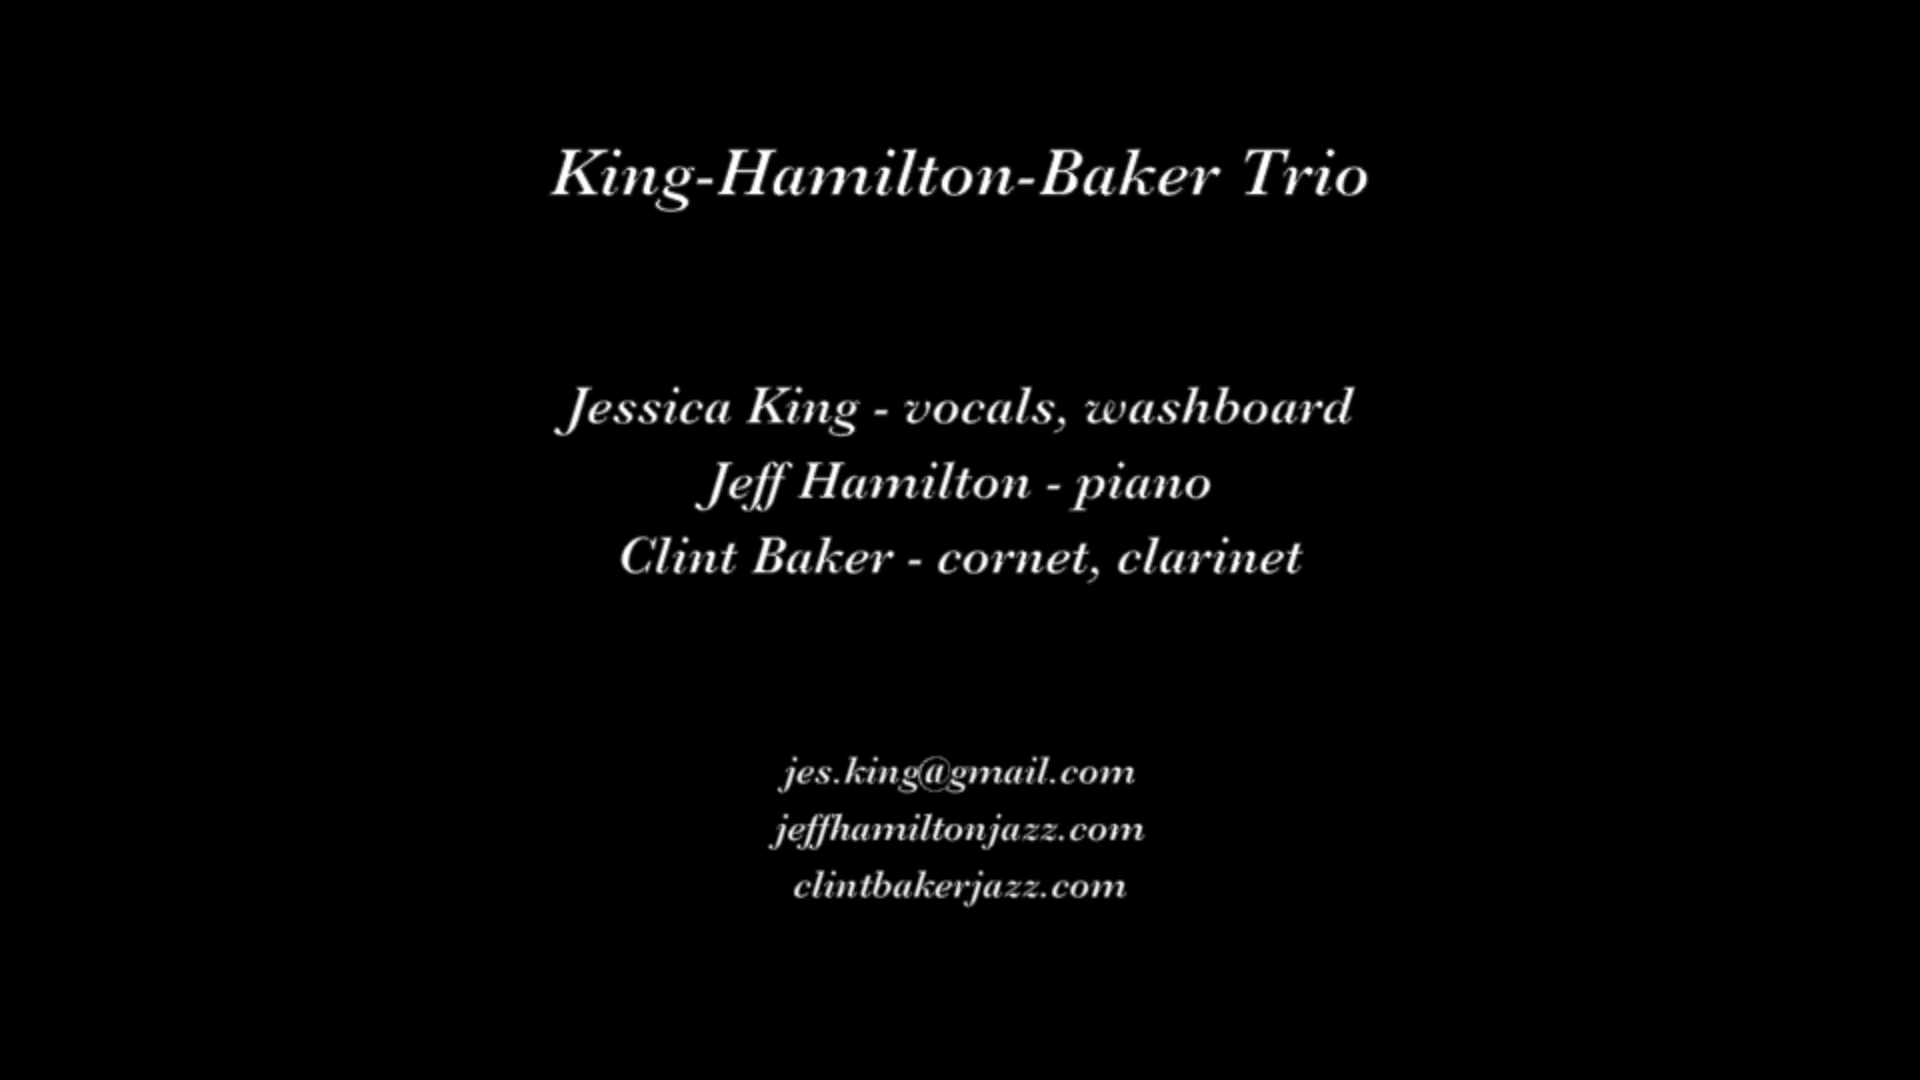 King-Hamilton-Baker Trio
Jessica King - vocals, washboard
Jeff Hamilton - piano
Clint Baker - cornet, clarinet
jes.king@gmail.com
jeffhamiltonjazz.com
clintbakerjazz.com